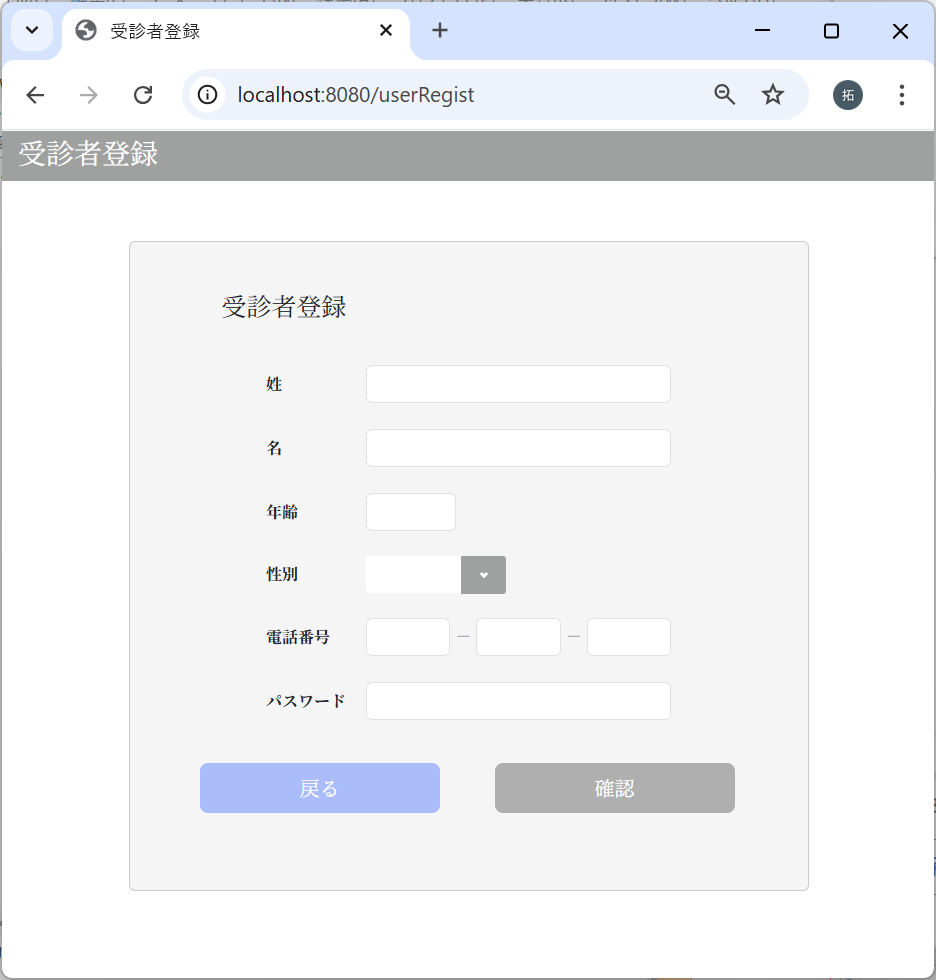 受診者登録
localhost:8080/userRegist
拓
受診者登録
受診者登録
姓
名
年齢
性別
電話番号 － －
パスワード
戻る 確認